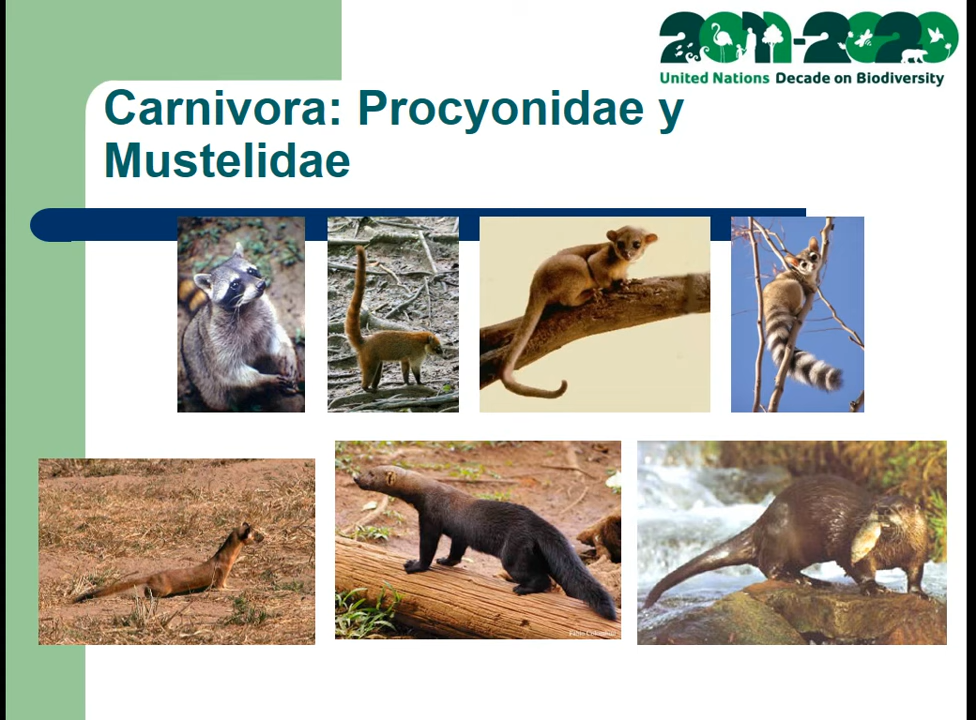 2011-2020
United Nations Decade on Biodiversity
Carnivora: Procyonidae y
Mustelidae